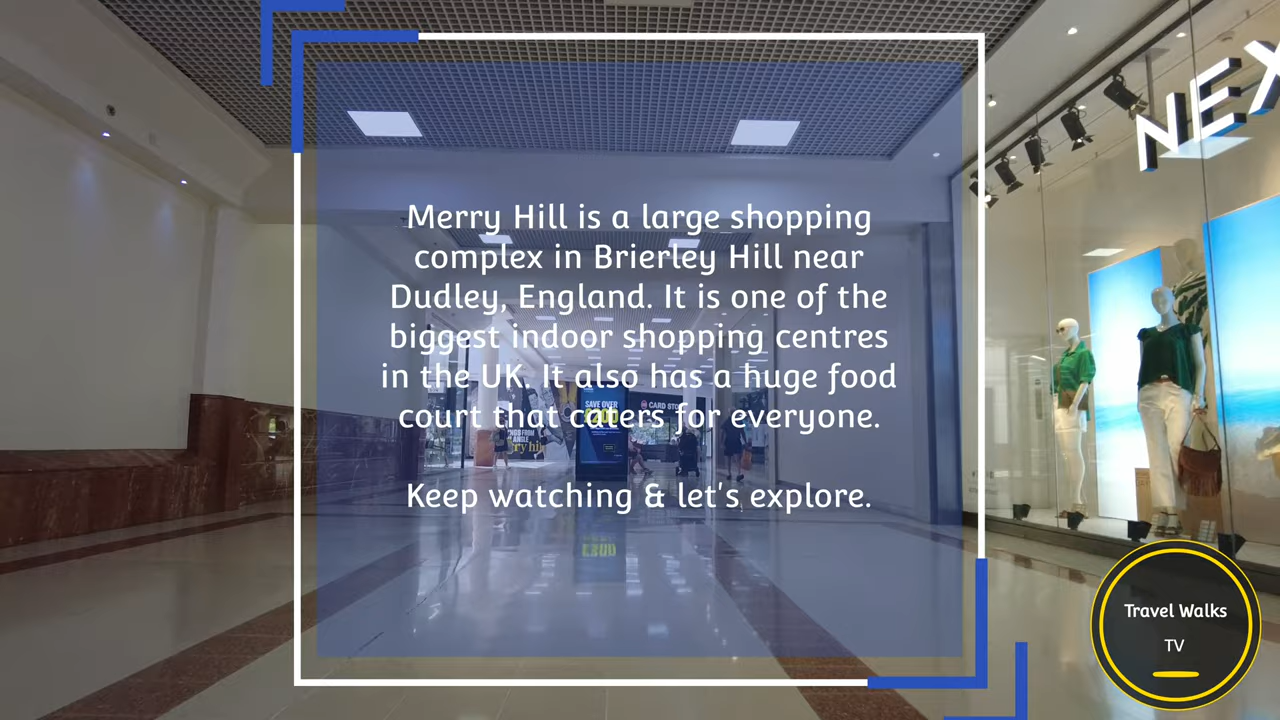 NEX
Merry Hill is a large shopping
complex in Brierley Hill near
Dudley, England. It is one of the
biggest indoor shopping centres
in the UK. It also has a huge food
court that caters for everyone.
Keep watching & let's explore.
SAVE OVER
CARD
Travel Walks
TV